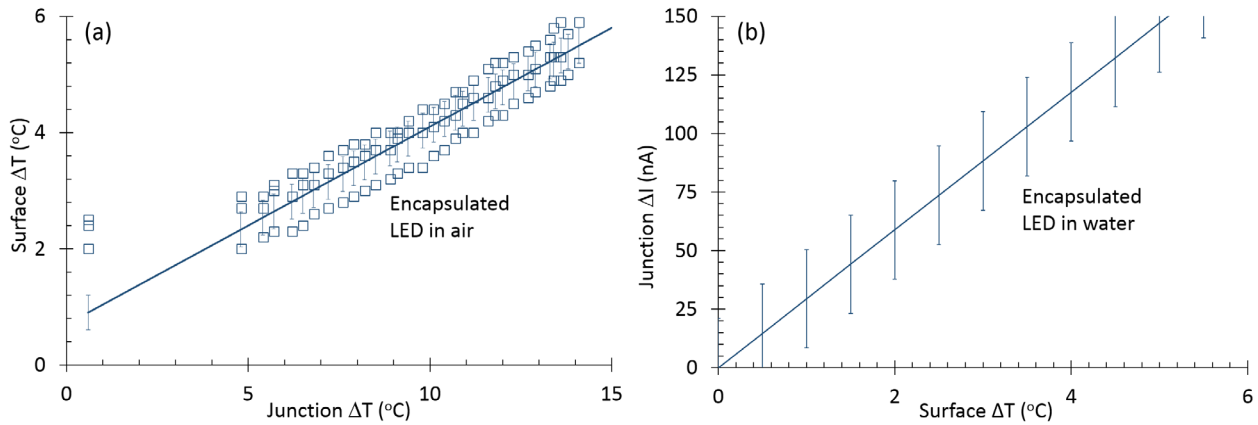 (a)
Surface ΔT (°C)
6
4
2
0
0 5 10 15
Junction ΔT (°C)
Encapsulated
LED in air
(b)
Junction ΔI (nA)
150
125
100
75
50
25
0
0 2 4 6
Surface ΔT (°C)
Encapsulated
LED in water